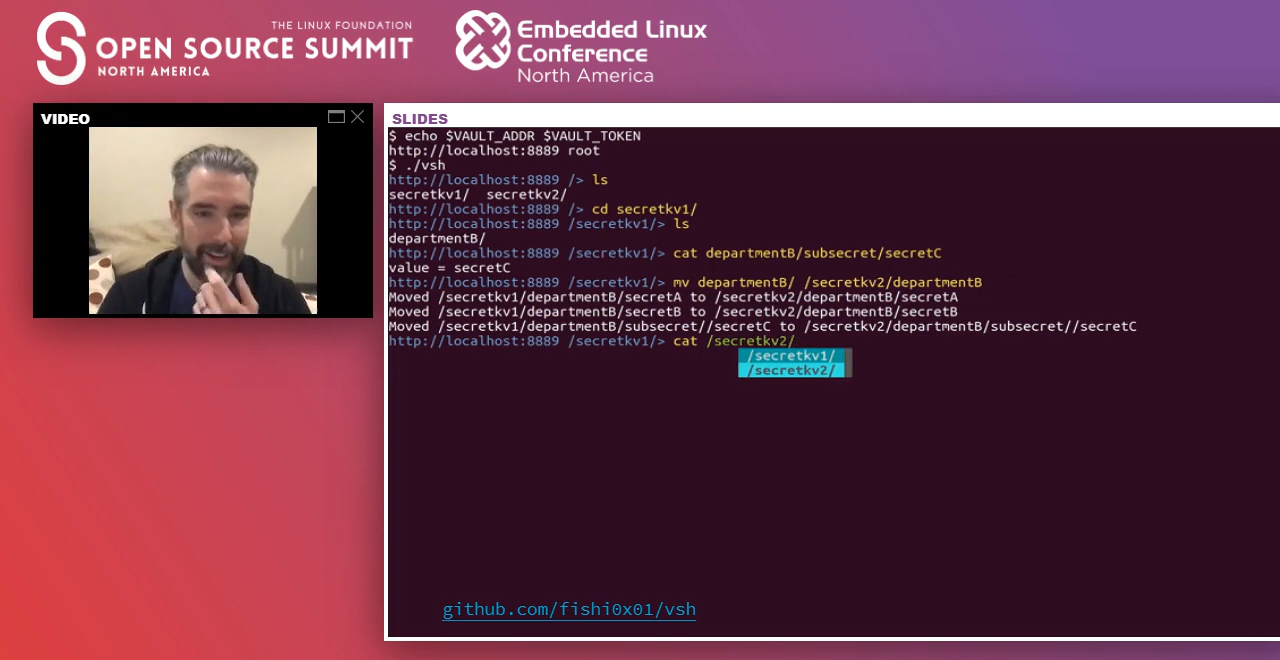 THE LINUX FOUNDATION
OPEN SOURCE SUMMIT
NORTH AMERICA
Embedded Linux
Conference
North America
VIDEO
SLIDES
$ echo $VAULT_ADDR $VAULT_TOKEN
http://localhost:8889 root
$ ./vsh
http://localhost:8889 /> ls
secretkv1/  secretkv2/
http://localhost:8889 /> cd secretkv1/
http://localhost:8889 /secretkv1/> ls
departmentB/
http://localhost:8889 /secretkv1/> cat departmentB/subsecret/secretC
value = secretC
http://localhost:8889 /secretkv1/> mv departmentB/ /secretkv2/departmentB
Moved /secretkv1/departmentB/secretA to /secretkv2/departmentB/secretA
Moved /secretkv1/departmentB/secretB to /secretkv2/departmentB/secretB
Moved /secretkv1/departmentB/subsecret//secretC to /secretkv2/departmentB/subsecret//secretC
http://localhost:8889 /secretkv1/> cat /secretkv2/
/secretkv1/
/secretkv2/
github.com/fishi0x01/vsh